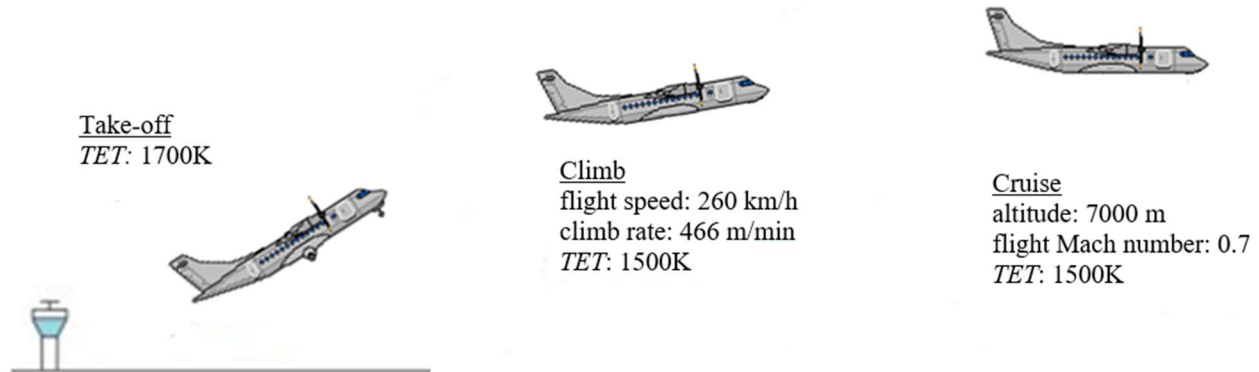 Take-off
TET: 1700K
Climb
flight speed: 260 km/h
climb rate: 466 m/min
TET: 1500K
Cruise
altitude: 7000 m
flight Mach number: 0.7
TET: 1500K